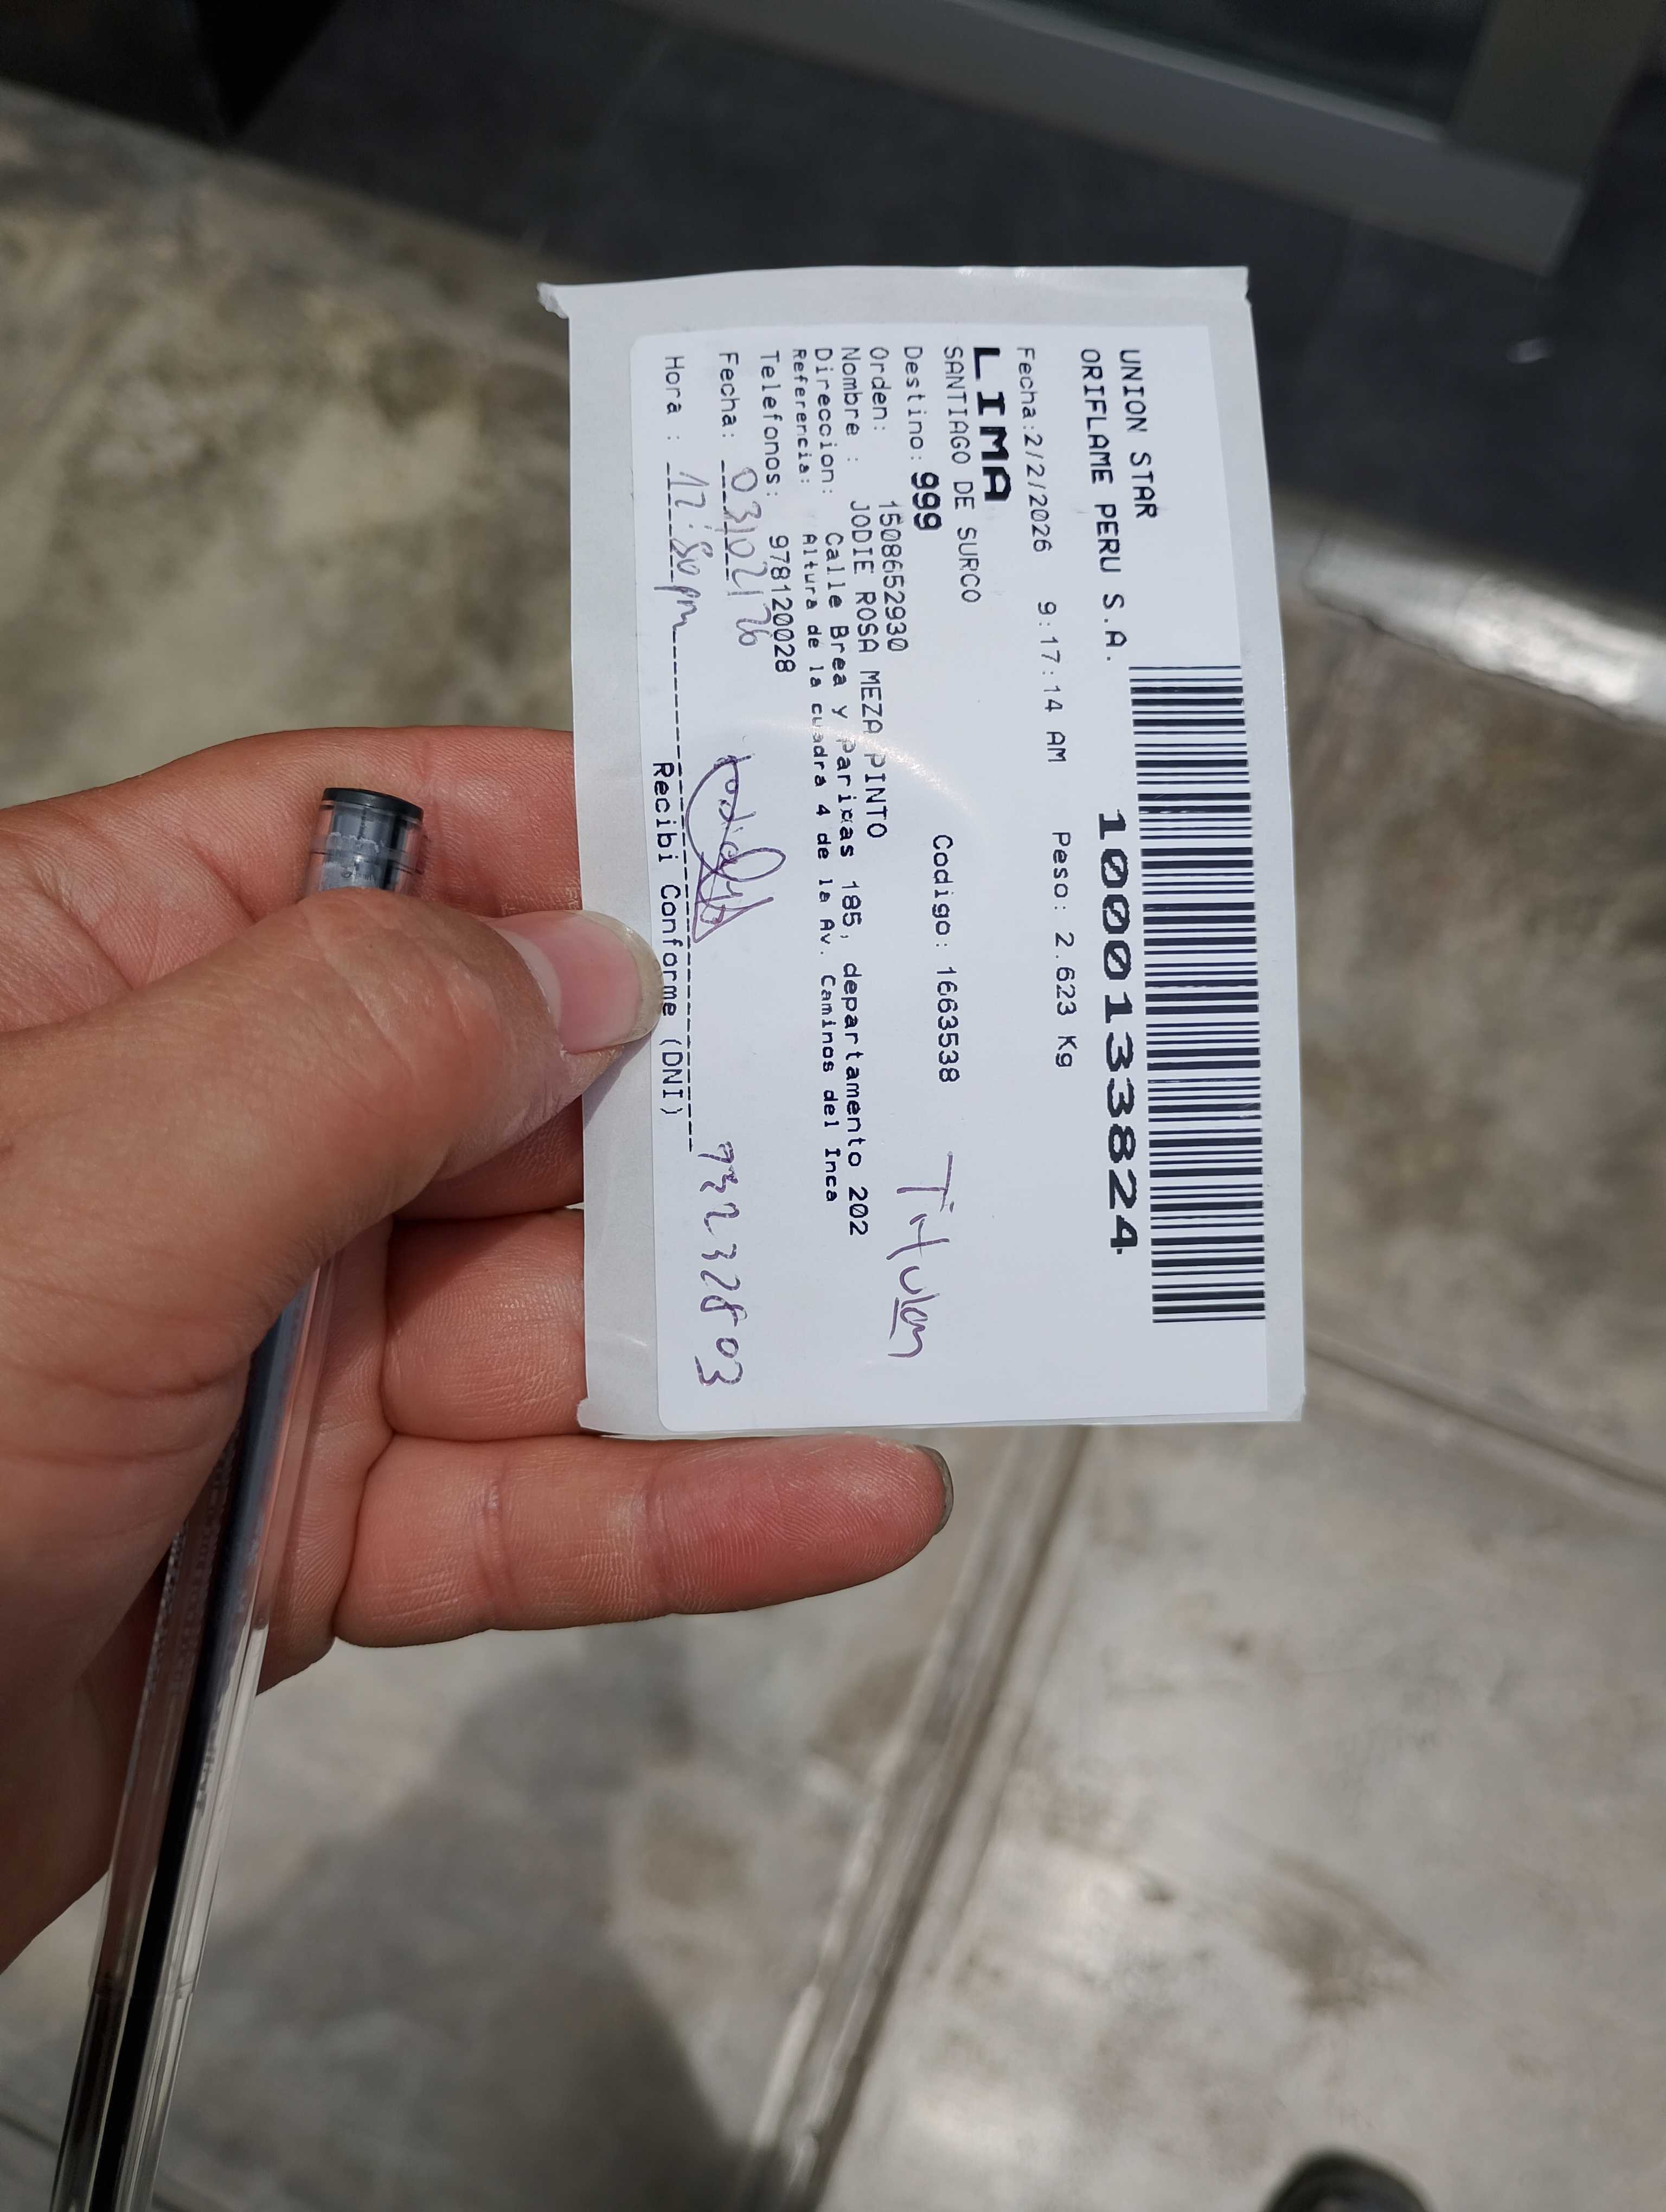 UNION STAR
ORIFLAME PERU S.A.
100013383824
Fecha:2/2/2026 9:17:14 AM Peso: 2.623 Kg
LIMA
SANTIAGO DE SURCO
Destino: 999 Codigo: 1663538
Titular
Orden: 1508652930
Nombre : JODIE ROSA MEZA PINTO
Direccion: Calle Brea y Pariñas 185, departamento 202
Referencia: Altura de la cuadra 4 de la Av. Caminos del Inca
Telefonos: 978120028
Fecha: 03/02/26
Hora : 12:30 pm
73232803
Recibi Conforme (DNI)